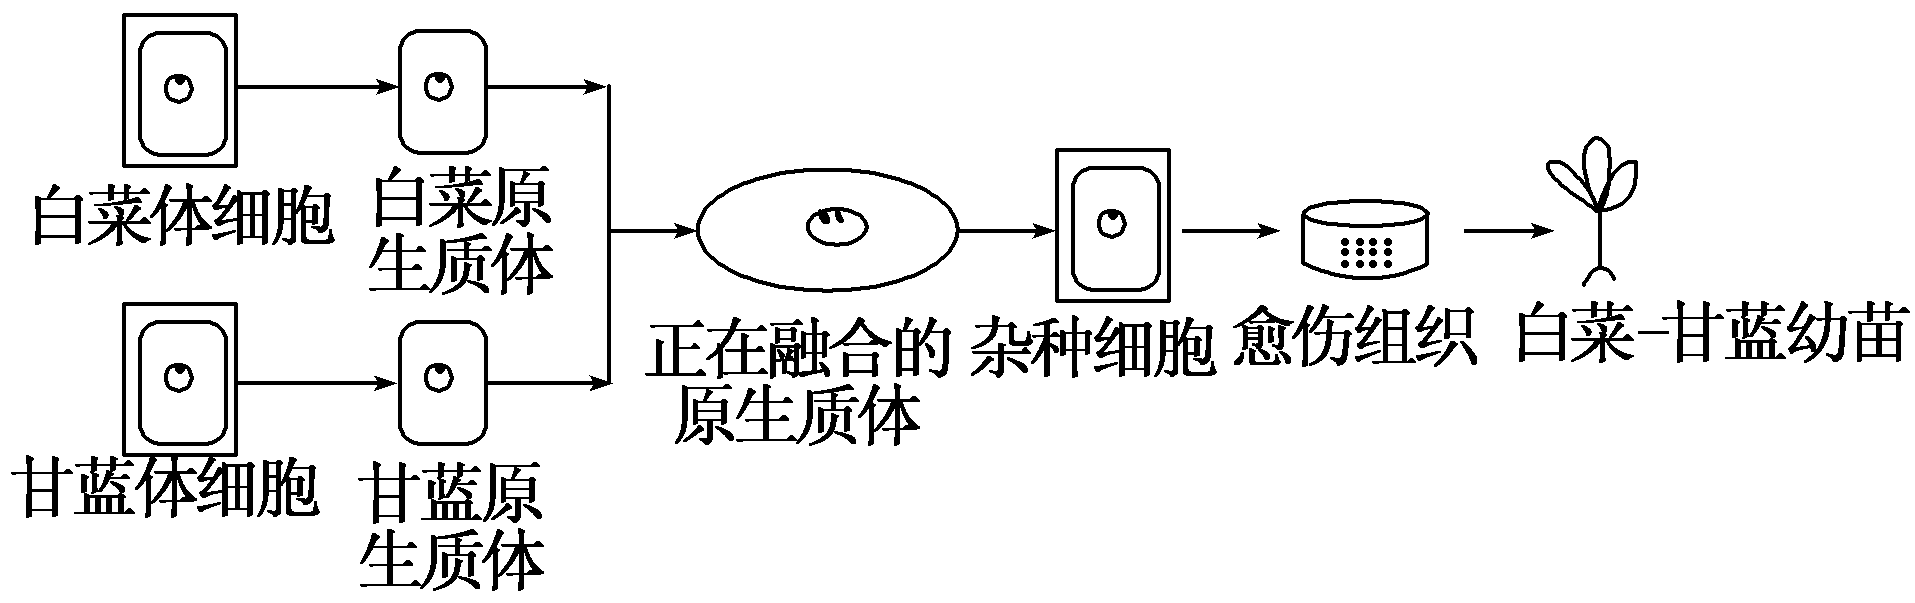 白菜体细胞
白菜原
生质体
甘蓝体细胞
甘蓝原
生质体
正在融合的
原生质体
杂种细胞
愈伤组织
白菜-甘蓝幼苗